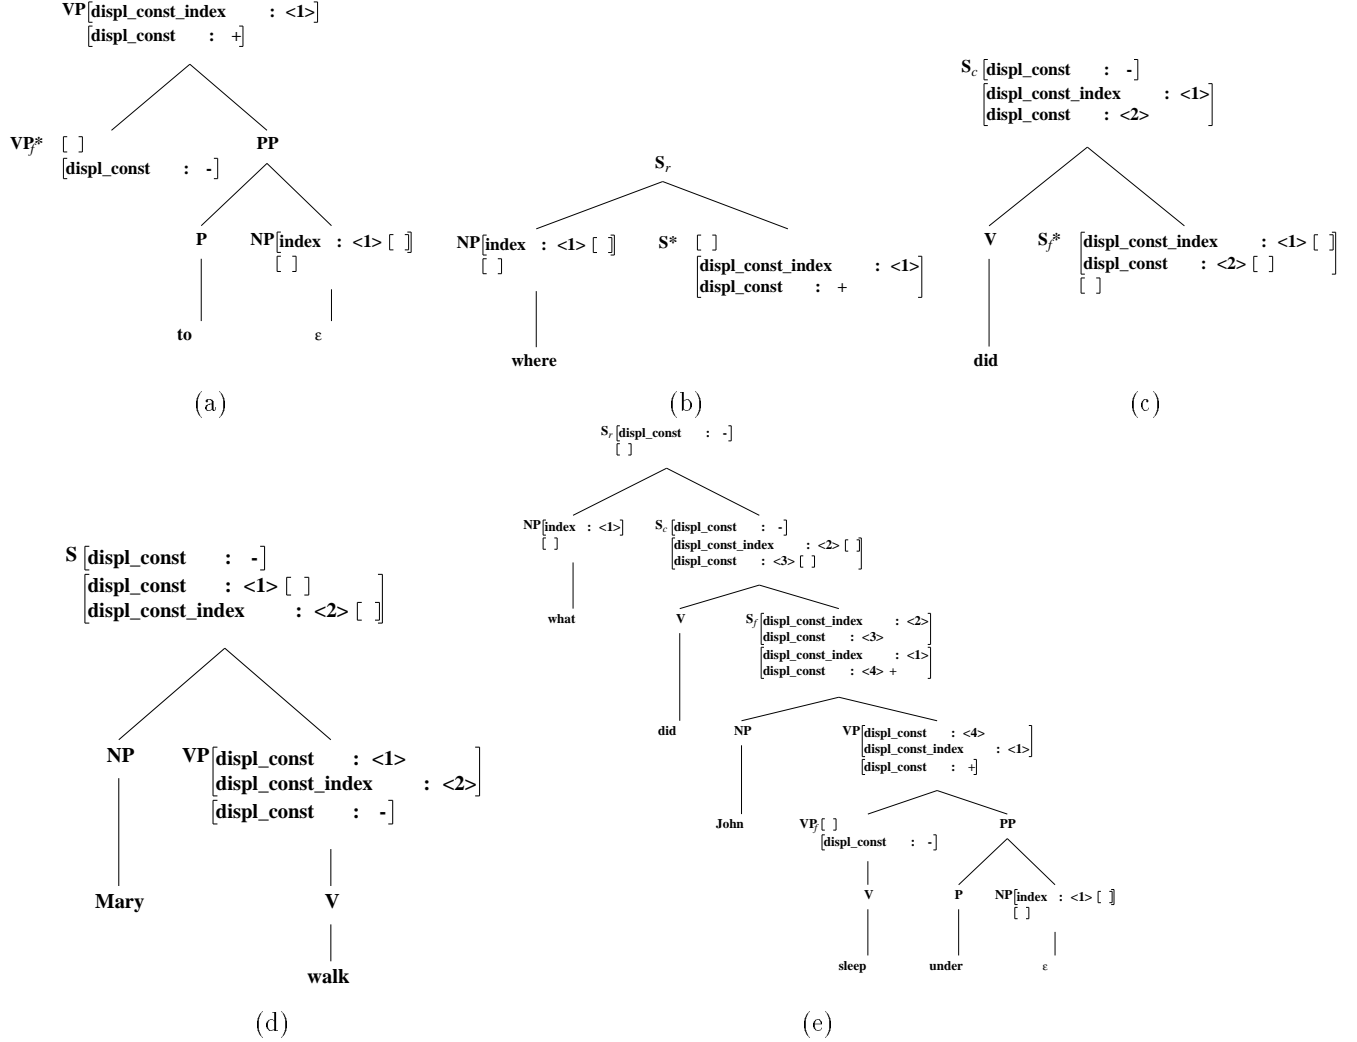 VP [displ_const_index : <1>]
[displ_const : +]
VP_f* [ ]
[displ_const : -]
PP
P
NP [index : <1> [ ]]
[ ]
to
ε
(a)
S_r
NP [index : <1> [ ]]
[ ]
S* [ ]
[displ_const_index : <1>
displ_const : +]
where
(b)
S_c [displ_const : -]
[displ_const_index : <1>
displ_const : <2>]
V
S_f* [displ_const_index : <1> [ ]
displ_const : <2> [ ]]
[ ]
did
(c)
S [displ_const : -]
[displ_const : <1> [ ]
displ_const_index : <2> [ ]]
NP
VP [displ_const : <1>
displ_const_index : <2>]
[displ_const : -]
Mary
V
walk
(d)
S_r [displ_const : -]
[ ]
NP [index : <1>]
[ ]
S_c [displ_const : -]
[displ_const_index : <2> [ ]
displ_const : <3> [ ]]
what
V
S_f [displ_const_index : <2>
displ_const : <3>]
[displ_const_index : <1>
displ_const : <4> +]
did
NP
VP [displ_const : <4>
displ_const_index : <1>]
[displ_const : +]
John
VP_f [ ]
[displ_const : -]
PP
V
P
NP [index : <1> [ ]]
[ ]
sleep
under
ε
(e)